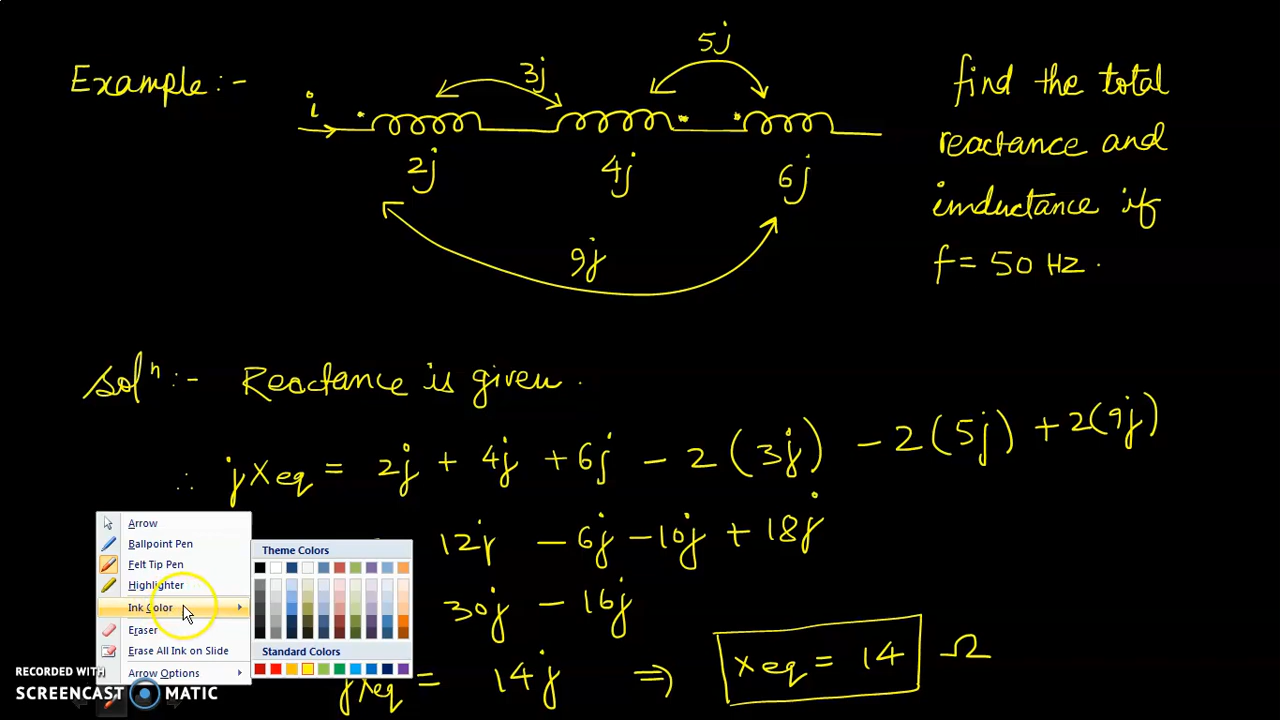 Example:-
i
3j
5j
2j
4j
6j
9j
find the total
reactance and
inductance if
f = 50 Hz.
Solⁿ :- Reactance is given.
∴ jXeq = 2j + 4j + 6j - 2(3j) - 2(5j) + 2(9j)
12j - 6j - 10j + 18j
30j - 16j
jXeq = 14j ⇒ Xeq = 14 Ω
Arrow
Ballpoint Pen
Felt Tip Pen
Highlighter
Ink Color
Eraser
Erase All Ink on Slide
Arrow Options
Theme Colors
Standard Colors
RECORDED WITH
SCREENCAST MATIC